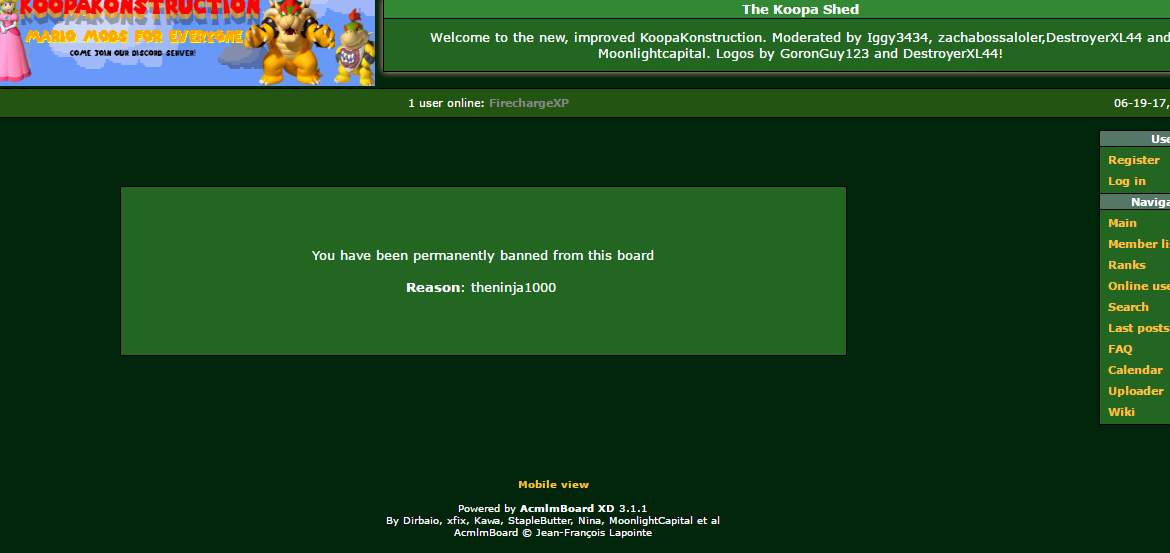 KOOPAKONSTRUCTION
MARIO MODS FOR EVERYONE
COME JOIN OUR DISCORD SERVER!
The Koopa Shed
Welcome to the new, improved KoopaKonstruction. Moderated by Iggy3434, zachabossaloler,DestroyerXL44 and
Moonlightcapital. Logos by GoronGuy123 and DestroyerXL44!
1 user online: FirechargeXP
06-19-17,
Use
Register
Log in
Naviga
Main
Member li
Ranks
Online use
Search
Last posts
FAQ
Calendar
Uploader
Wiki
You have been permanently banned from this board
Reason: theninja1000
Mobile view
Powered by AcmlmBoard XD 3.1.1
By Dirbaio, xfix, Kawa, StapleButter, Nina, MoonlightCapital et al
AcmlmBoard © Jean-François Lapointe